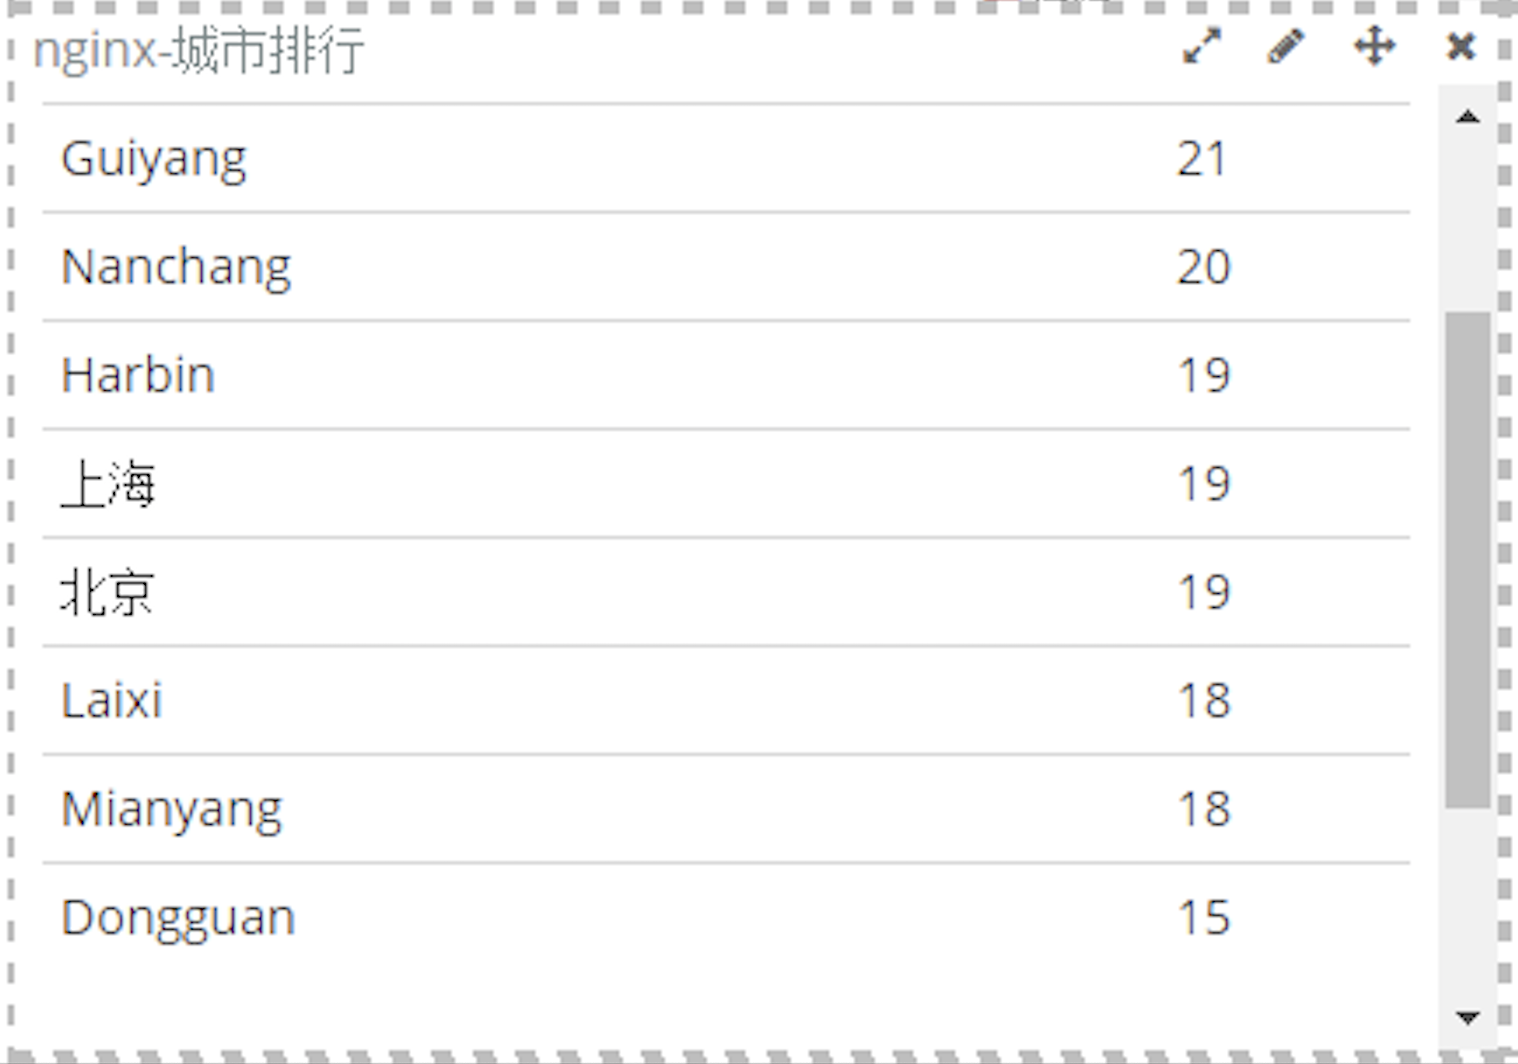 nginx-城市排行
Guiyang 21
Nanchang 20
Harbin 19
上海 19
北京 19
Laixi 18
Mianyang 18
Dongguan 15